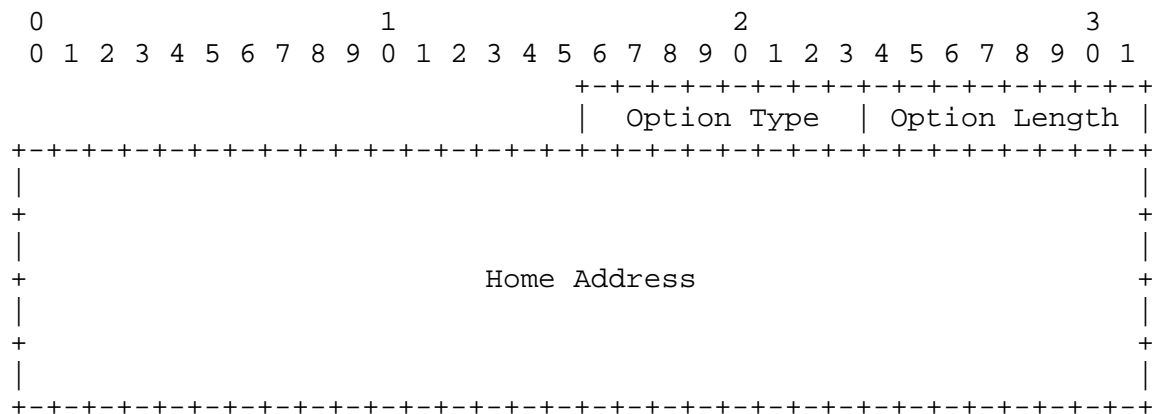 0                   1                   2                   3
 0 1 2 3 4 5 6 7 8 9 0 1 2 3 4 5 6 7 8 9 0 1 2 3 4 5 6 7 8 9 0 1
                                +-+-+-+-+-+-+-+-+-+-+-+-+-+-+-+-+
                                |  Option Type  | Option Length |
+-+-+-+-+-+-+-+-+-+-+-+-+-+-+-+-+-+-+-+-+-+-+-+-+-+-+-+-+-+-+-+-+
|                                                               |
+                                                               +
|                                                               |
+                          Home Address                         +
|                                                               |
+                                                               +
|                                                               |
+-+-+-+-+-+-+-+-+-+-+-+-+-+-+-+-+-+-+-+-+-+-+-+-+-+-+-+-+-+-+-+-+